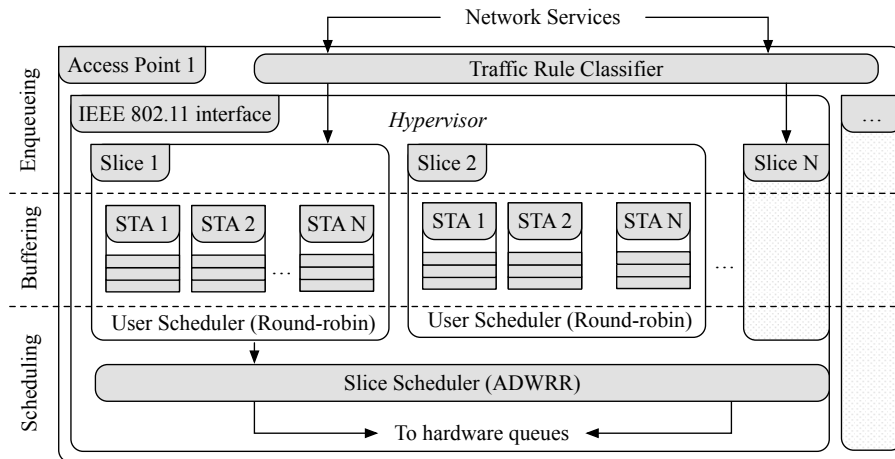 Network Services
Access Point 1
Traffic Rule Classifier
Enqueueing
IEEE 802.11 interface
Hypervisor
…
Slice 1
Slice 2
Slice N
Buffering
STA 1
STA 2
STA N
STA 1
STA 2
STA N
…
…
…
User Scheduler (Round-robin)
User Scheduler (Round-robin)
Scheduling
Slice Scheduler (ADWRR)
To hardware queues